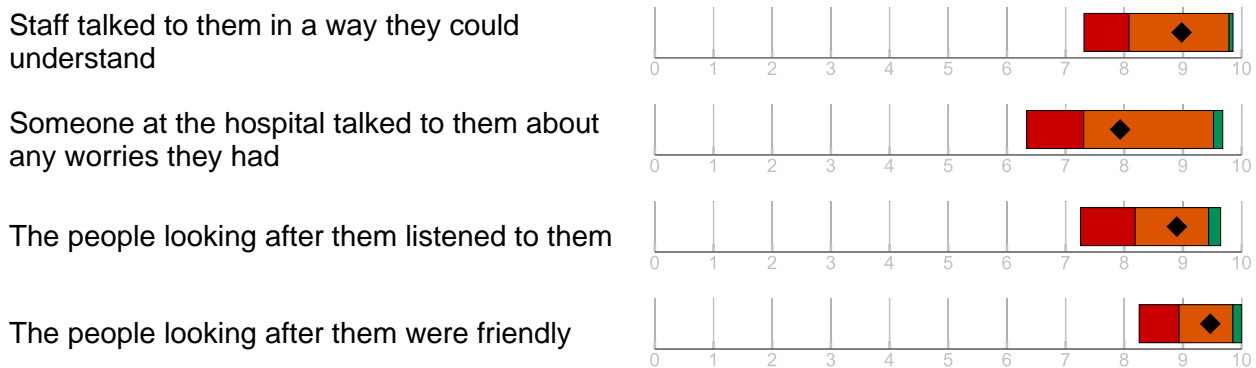 Staff talked to them in a way they could
understand
0 1 2 3 4 5 6 7 8 9 10
Someone at the hospital talked to them about
any worries they had
0 1 2 3 4 5 6 7 8 9 10
The people looking after them listened to them
0 1 2 3 4 5 6 7 8 9 10
The people looking after them were friendly
0 1 2 3 4 5 6 7 8 9 10